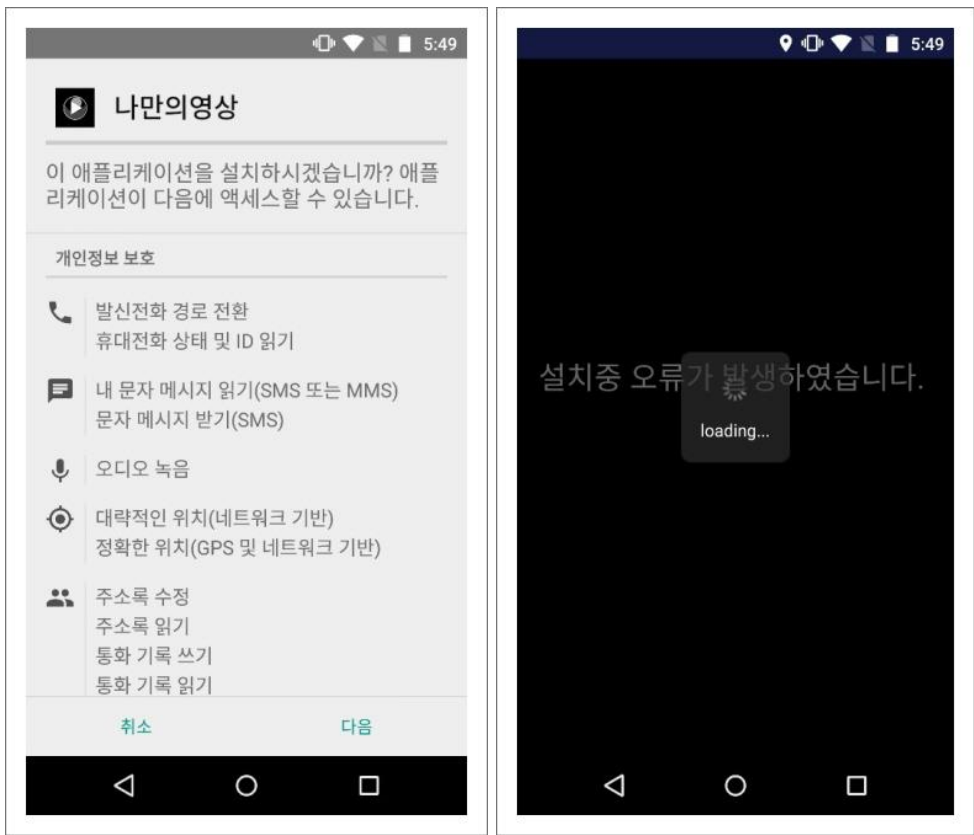 5:49
나만의영상
이 애플리케이션을 설치하시겠습니까? 애플
리케이션이 다음에 액세스할 수 있습니다.
개인정보 보호
발신전화 경로 전환
휴대전화 상태 및 ID 읽기
내 문자 메시지 읽기(SMS 또는 MMS)
문자 메시지 받기(SMS)
오디오 녹음
대략적인 위치(네트워크 기반)
정확한 위치(GPS 및 네트워크 기반)
주소록 수정
주소록 읽기
통화 기록 쓰기
통화 기록 읽기
취소 다음
5:49
설치중 오류가 발생하였습니다.
loading...